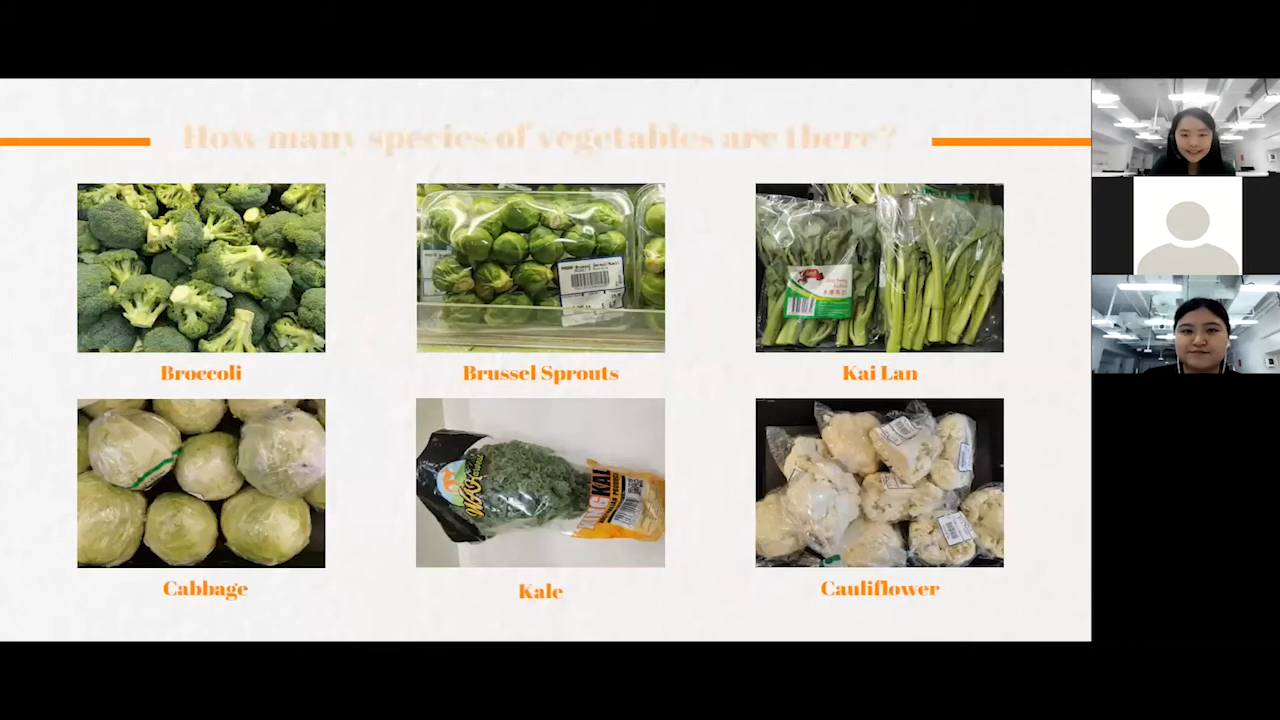 How many species of vegetables are there?
Broccoli
Brussel Sprouts
Kai Lan
Cabbage
Kale
Cauliflower